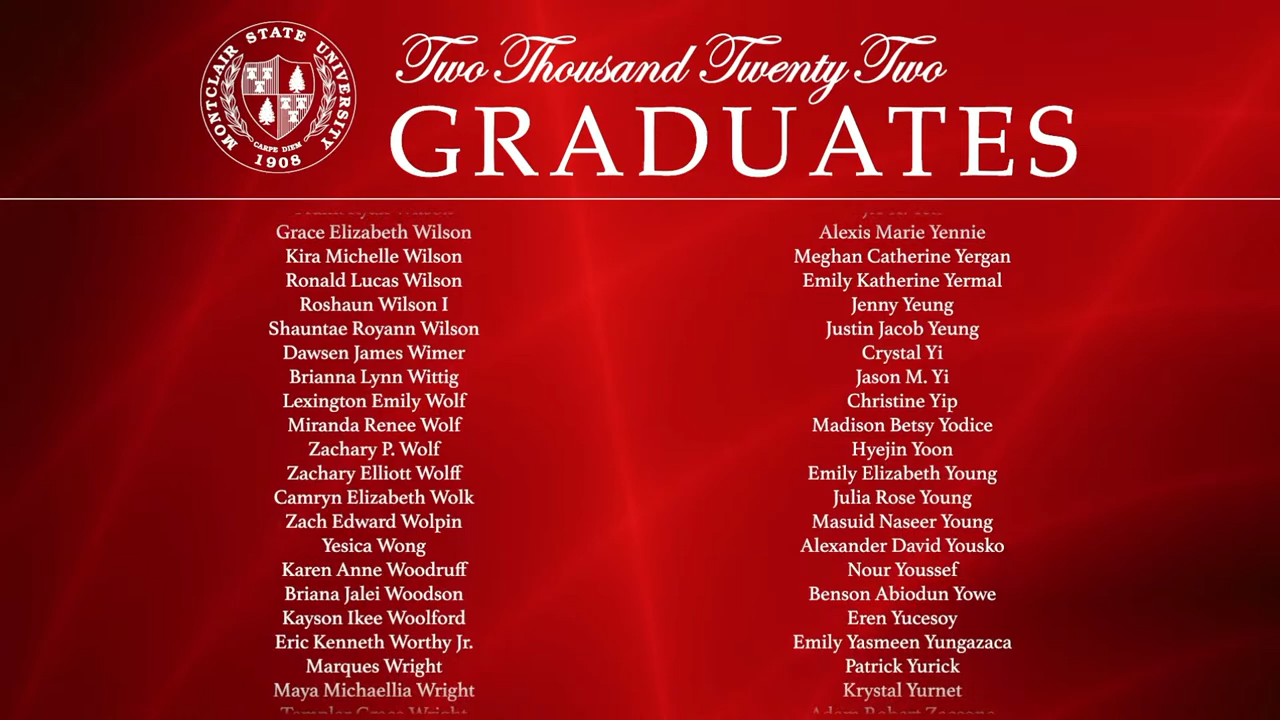 MONTCLAIR STATE UNIVERSITY
CARPE DIEM
1908
Two Thousand Twenty Two
GRADUATES
Grace Elizabeth Wilson
Kira Michelle Wilson
Ronald Lucas Wilson
Roshaun Wilson I
Shauntae Royann Wilson
Dawsen James Wimer
Brianna Lynn Wittig
Lexington Emily Wolf
Miranda Renee Wolf
Zachary P. Wolf
Zachary Elliott Wolff
Camryn Elizabeth Wolk
Zach Edward Wolpin
Yesica Wong
Karen Anne Woodruff
Briana Jalei Woodson
Kayson Ikee Woolford
Eric Kenneth Worthy Jr.
Marques Wright
Maya Michaellia Wright
Alexis Marie Yennie
Meghan Catherine Yergan
Emily Katherine Yermal
Jenny Yeung
Justin Jacob Yeung
Crystal Yi
Jason M. Yi
Christine Yip
Madison Betsy Yodice
Hyejin Yoon
Emily Elizabeth Young
Julia Rose Young
Masuid Naseer Young
Alexander David Yousko
Nour Youssef
Benson Abiodun Yowe
Eren Yucesoy
Emily Yasmeen Yungazaca
Patrick Yurick
Krystal Yurnet